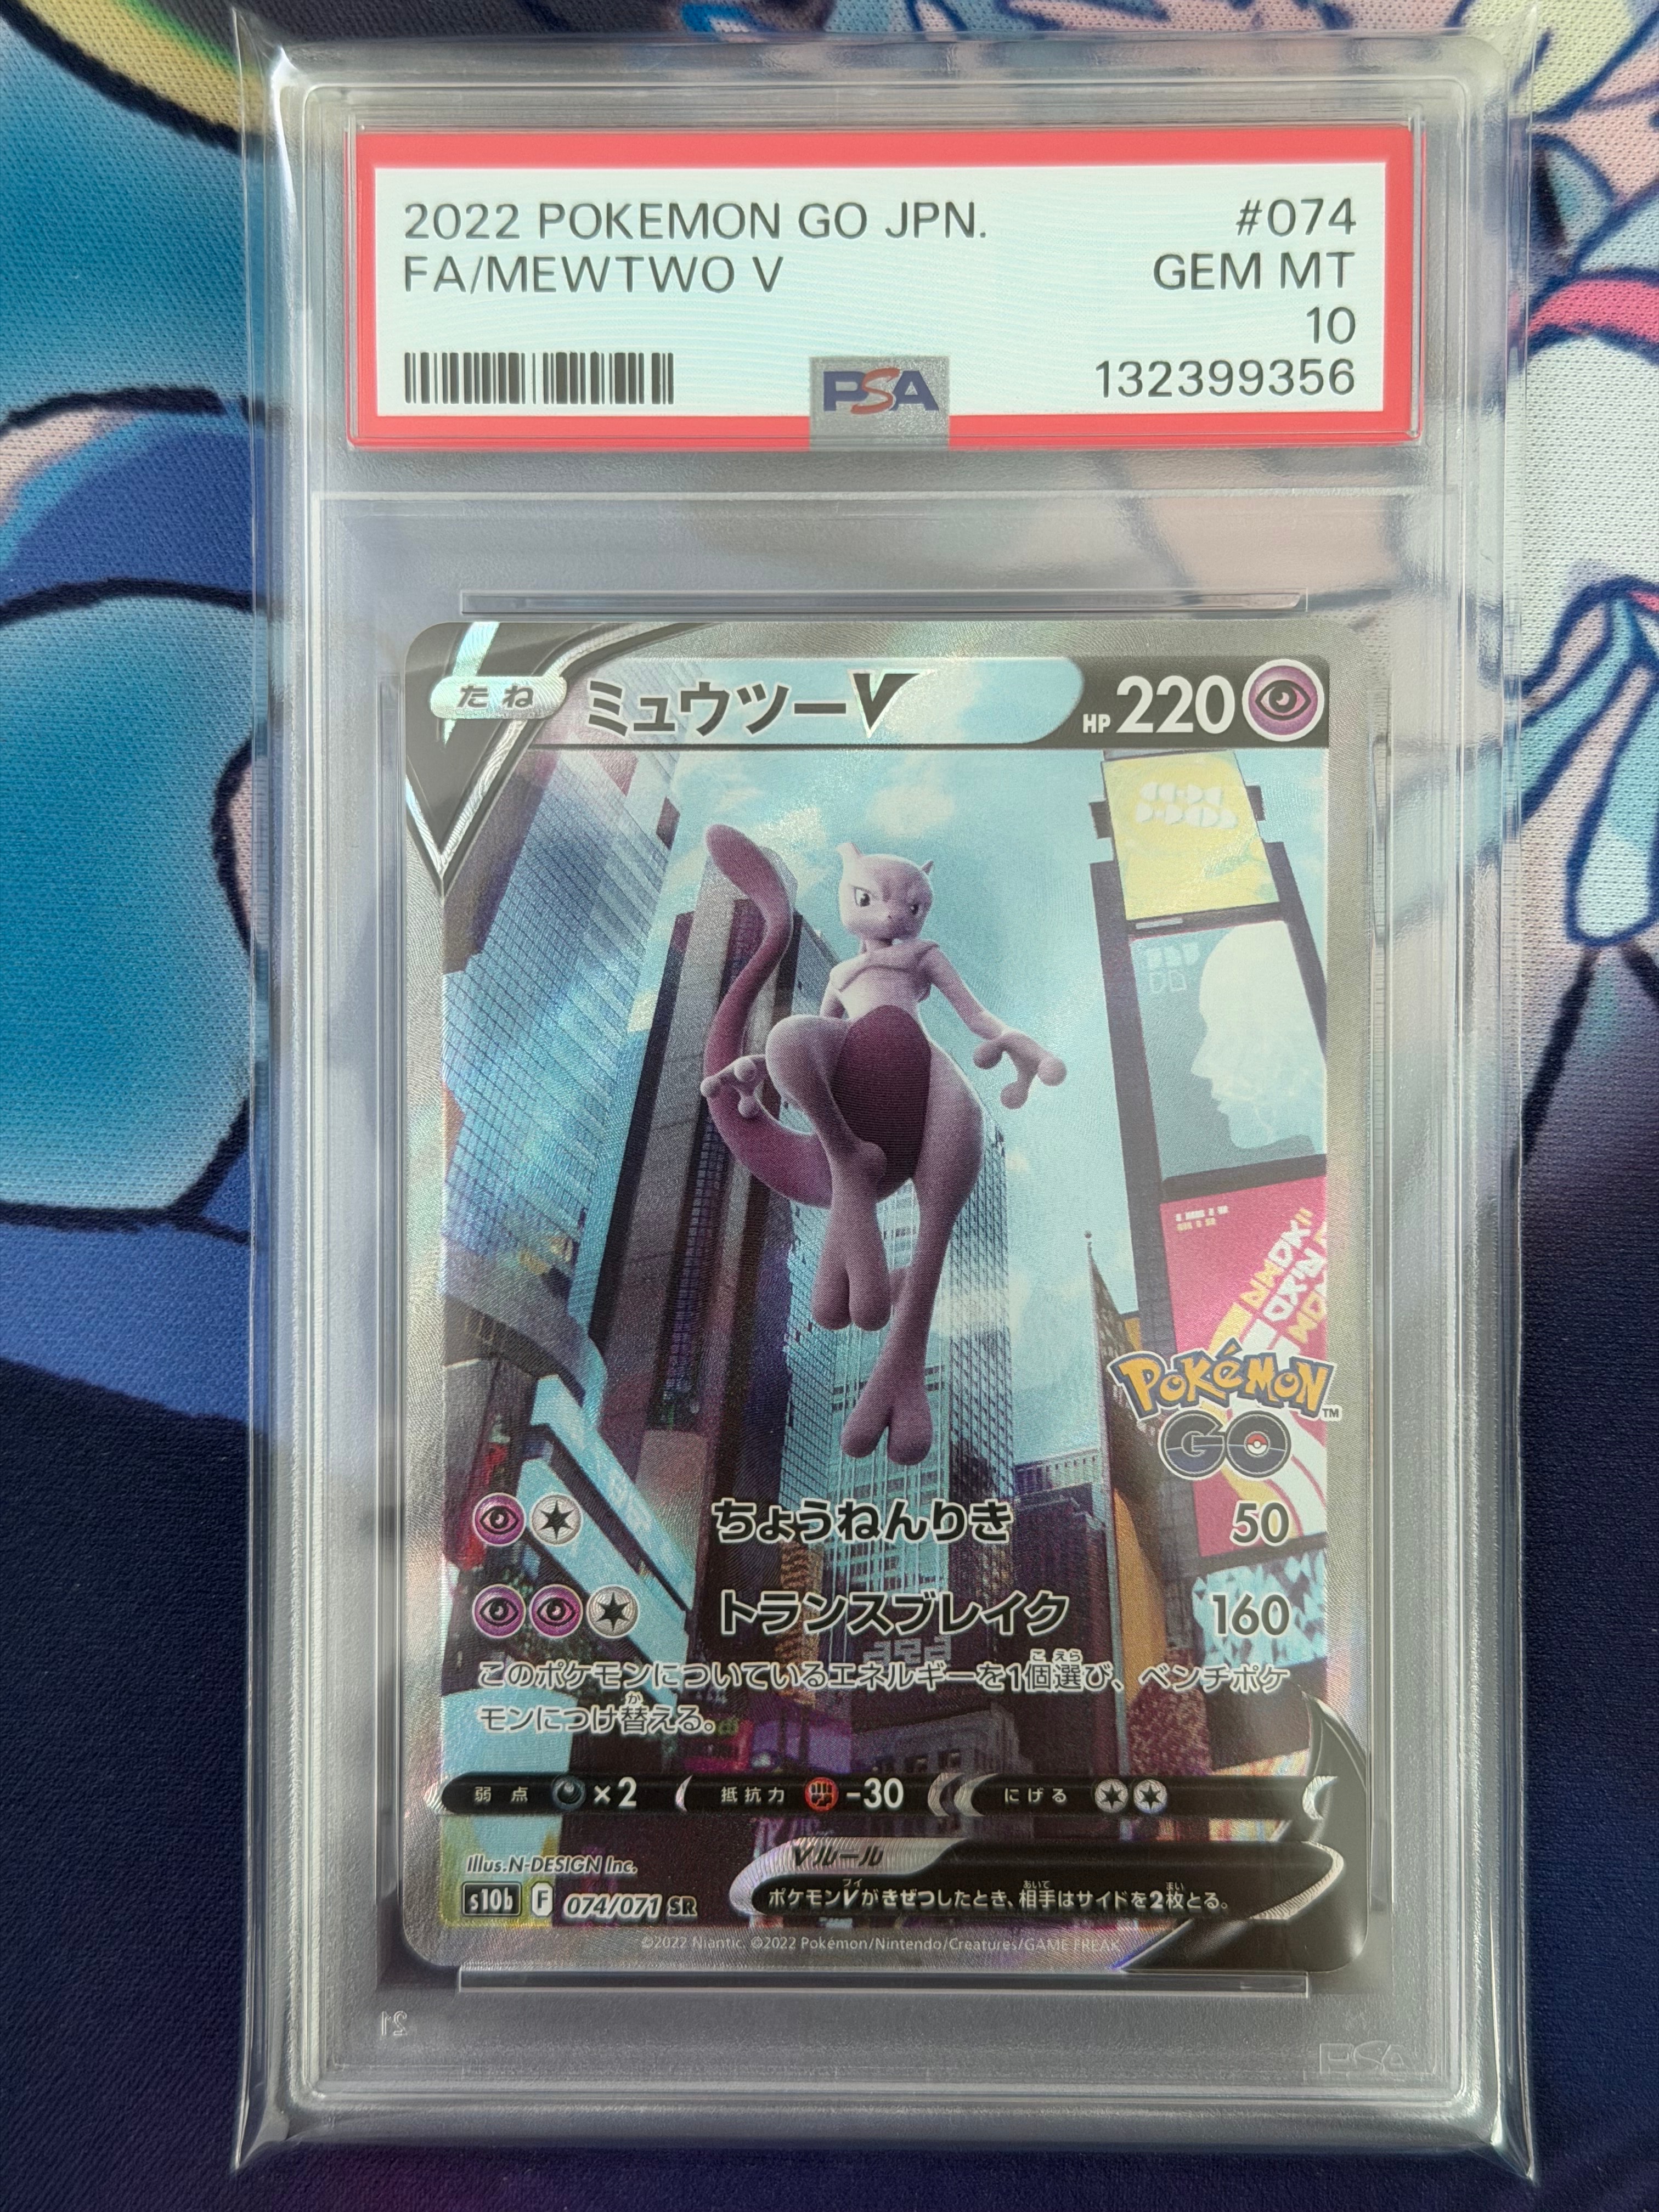 2022 POKEMON GO JPN. #074
FA/MEWTWO V GEM MT
10
PSA 132399356
たね ミュウツーV HP 220
POKéMON™
GO
ちょうねんりき 50
トランスブレイク 160
このポケモンについているエネルギーを1個選び、ベンチポケ
モンにつけ替える。
弱点 ×2 抵抗力 -30 にげる
Illus. N-DESIGN Inc.
Vルール
s10b F 074/071 SR
ポケモンVがきぜつしたとき、相手はサイドを2枚とる。
©2022 Niantic. ©2022 Pokémon/Nintendo/Creatures/GAME FREAK.
PSA